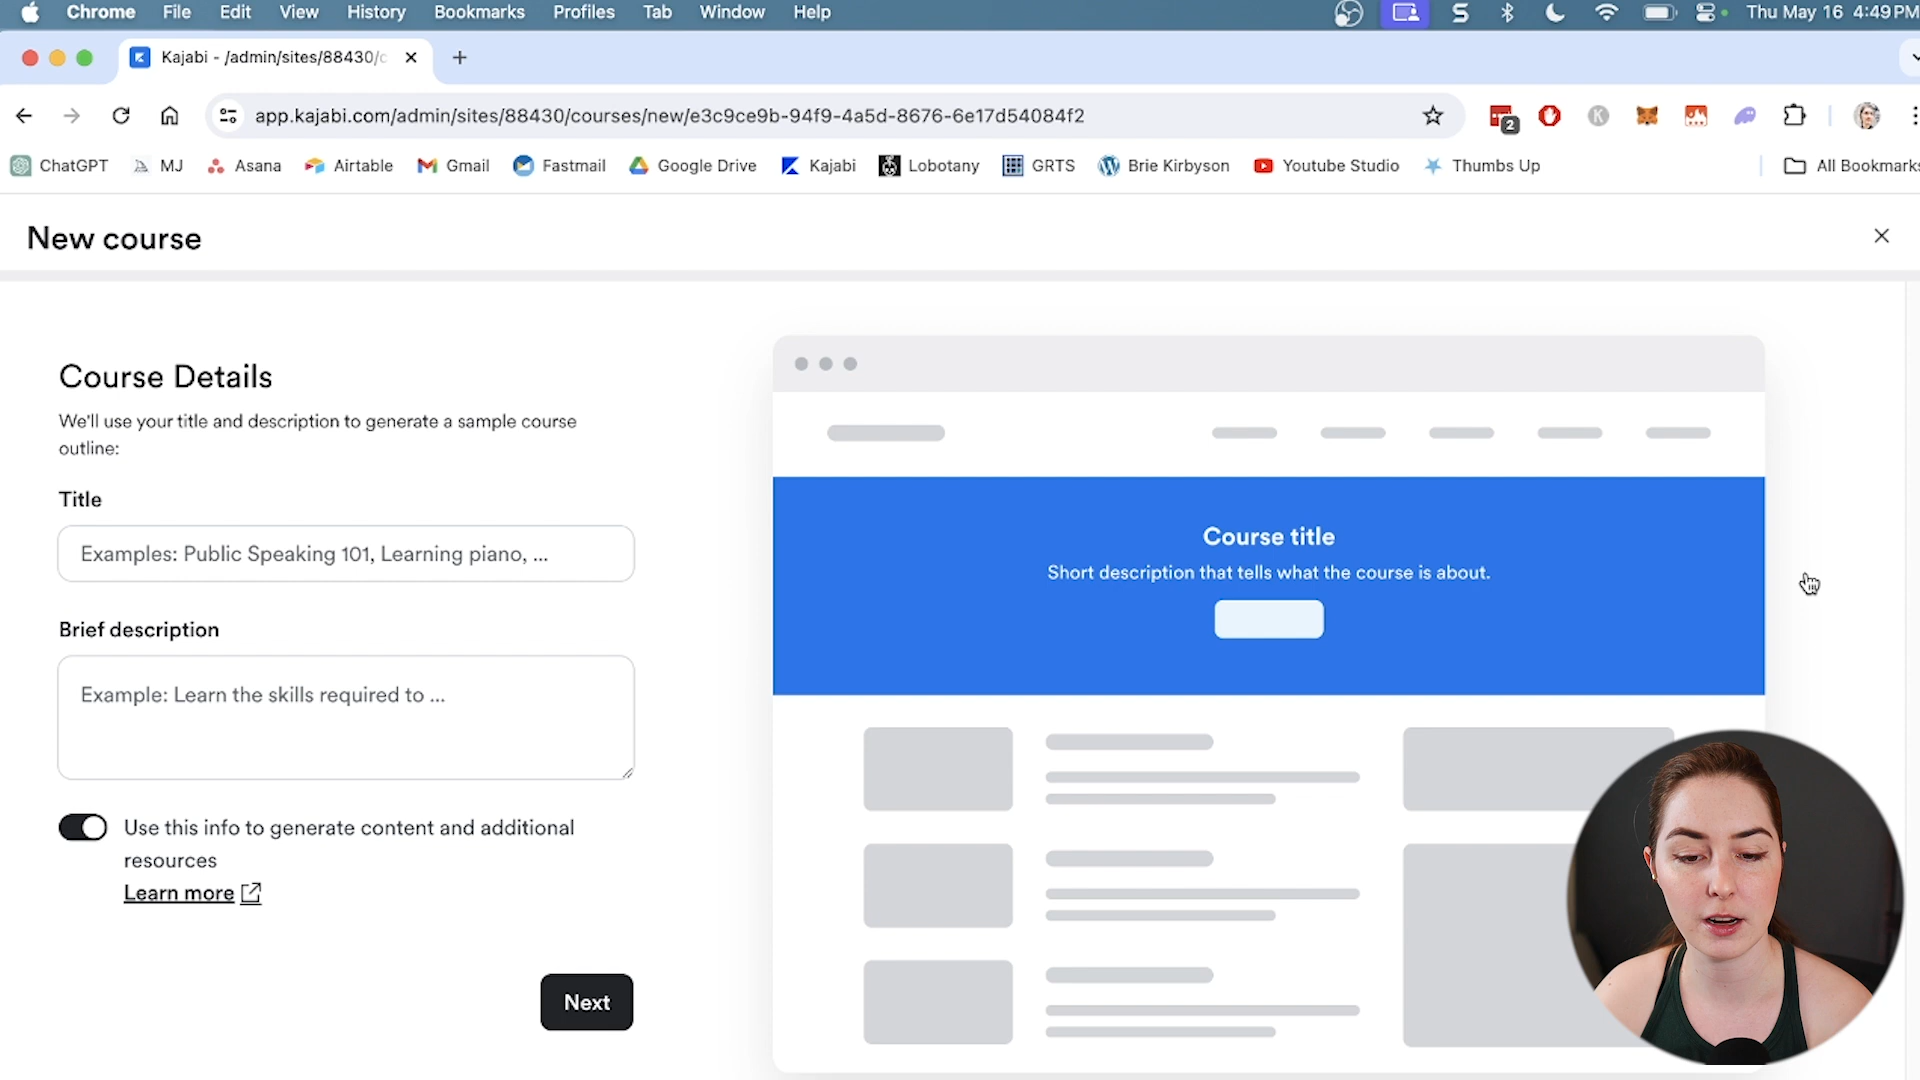 Chrome File Edit View History Bookmarks Profiles Tab Window Help Thu May 16 4:49PM
Kajabi - /admin/sites/88430/c
app.kajabi.com/admin/sites/88430/courses/new/e3c9ce9b-94f9-4a5d-8676-6e17d54084f2 2 K
ChatGPT MJ Asana Airtable Gmail Fastmail Google Drive Kajabi Lobotany GRTS Brie Kirbyson Youtube Studio Thumbs Up All Bookmarks
New course
Course Details
We'll use your title and description to generate a sample course
outline:
Title
Examples: Public Speaking 101, Learning piano, ...
Brief description
Example: Learn the skills required to ...
Use this info to generate content and additional
resources
Learn more
Next
Course title
Short description that tells what the course is about.